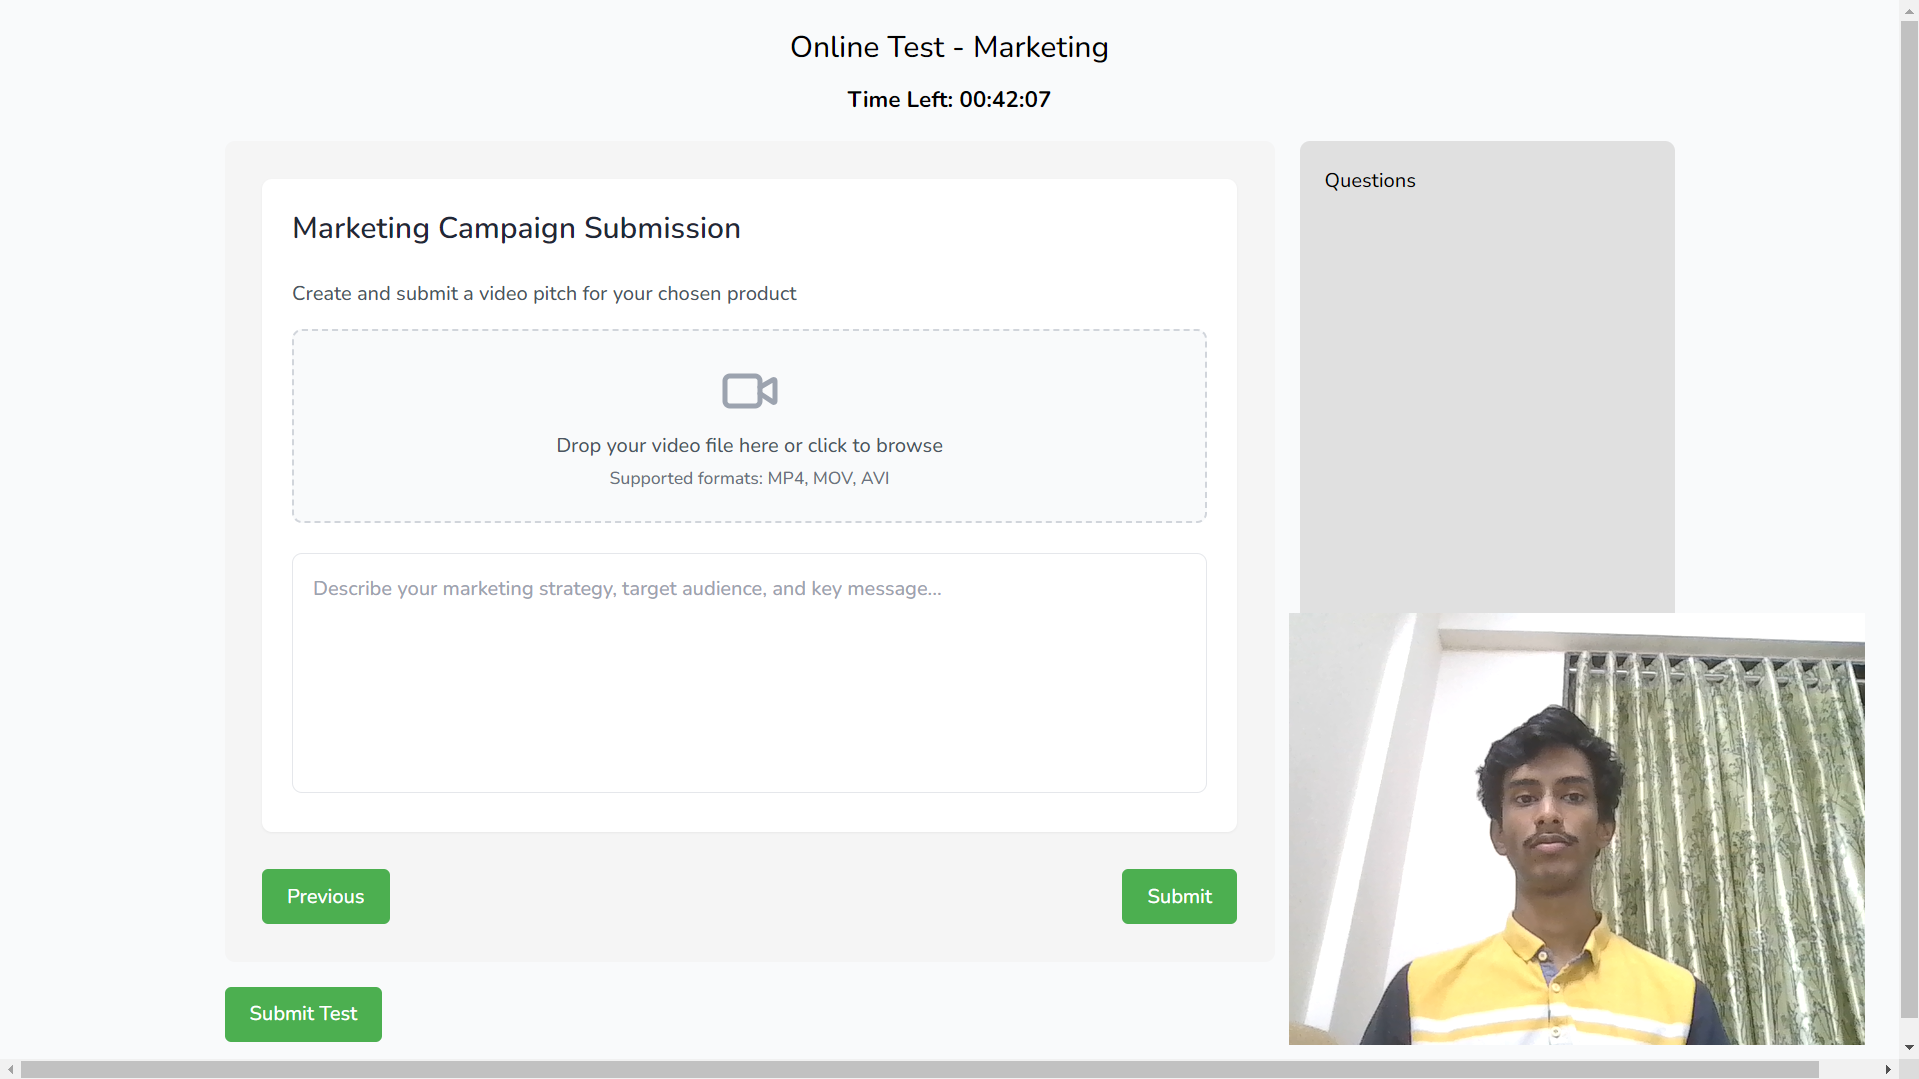 Online Test - Marketing
Time Left: 00:42:07
Marketing Campaign Submission
Create and submit a video pitch for your chosen product
Drop your video file here or click to browse
Supported formats: MP4, MOV, AVI
Describe your marketing strategy, target audience, and key message...
Previous
Submit
Submit Test
Questions